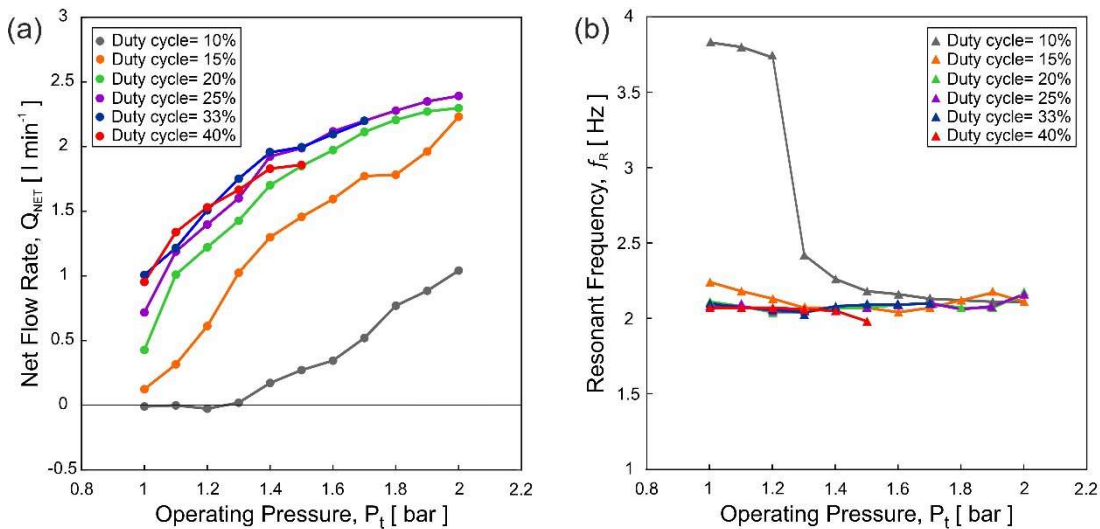 (a)
3
2.5
2
1.5
1
0.5
0
-0.5
Net Flow Rate, Q_NET [ l min⁻¹ ]
Duty cycle= 10%
Duty cycle= 15%
Duty cycle= 20%
Duty cycle= 25%
Duty cycle= 33%
Duty cycle= 40%
0.8 1 1.2 1.4 1.6 1.8 2 2.2
Operating Pressure, P_t [ bar ]
(b)
4
3.5
3
2.5
2
1.5
1
Resonant Frequency, f_R [ Hz ]
Duty cycle= 10%
Duty cycle= 15%
Duty cycle= 20%
Duty cycle= 25%
Duty cycle= 33%
Duty cycle= 40%
0.8 1 1.2 1.4 1.6 1.8 2 2.2
Operating Pressure, P_t [ bar ]